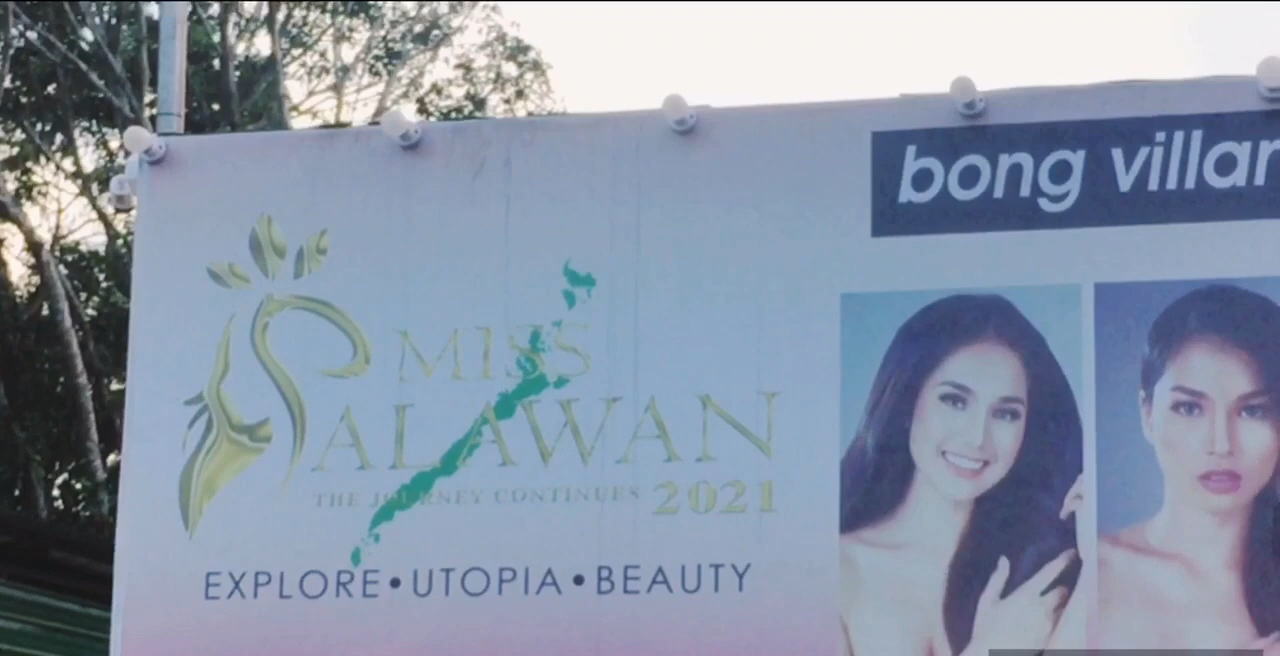 bong villar
MISS
PALAWAN
THE JOURNEY CONTINUES 2021
EXPLORE•UTOPIA•BEAUTY